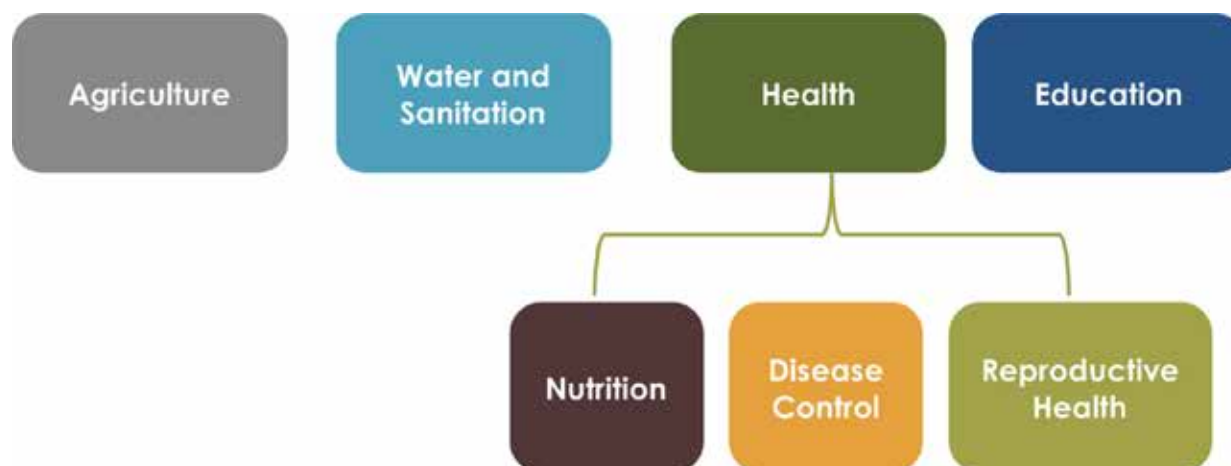 Agriculture
Water and
Sanitation
Health
Education
Nutrition
Disease
Control
Reproductive
Health